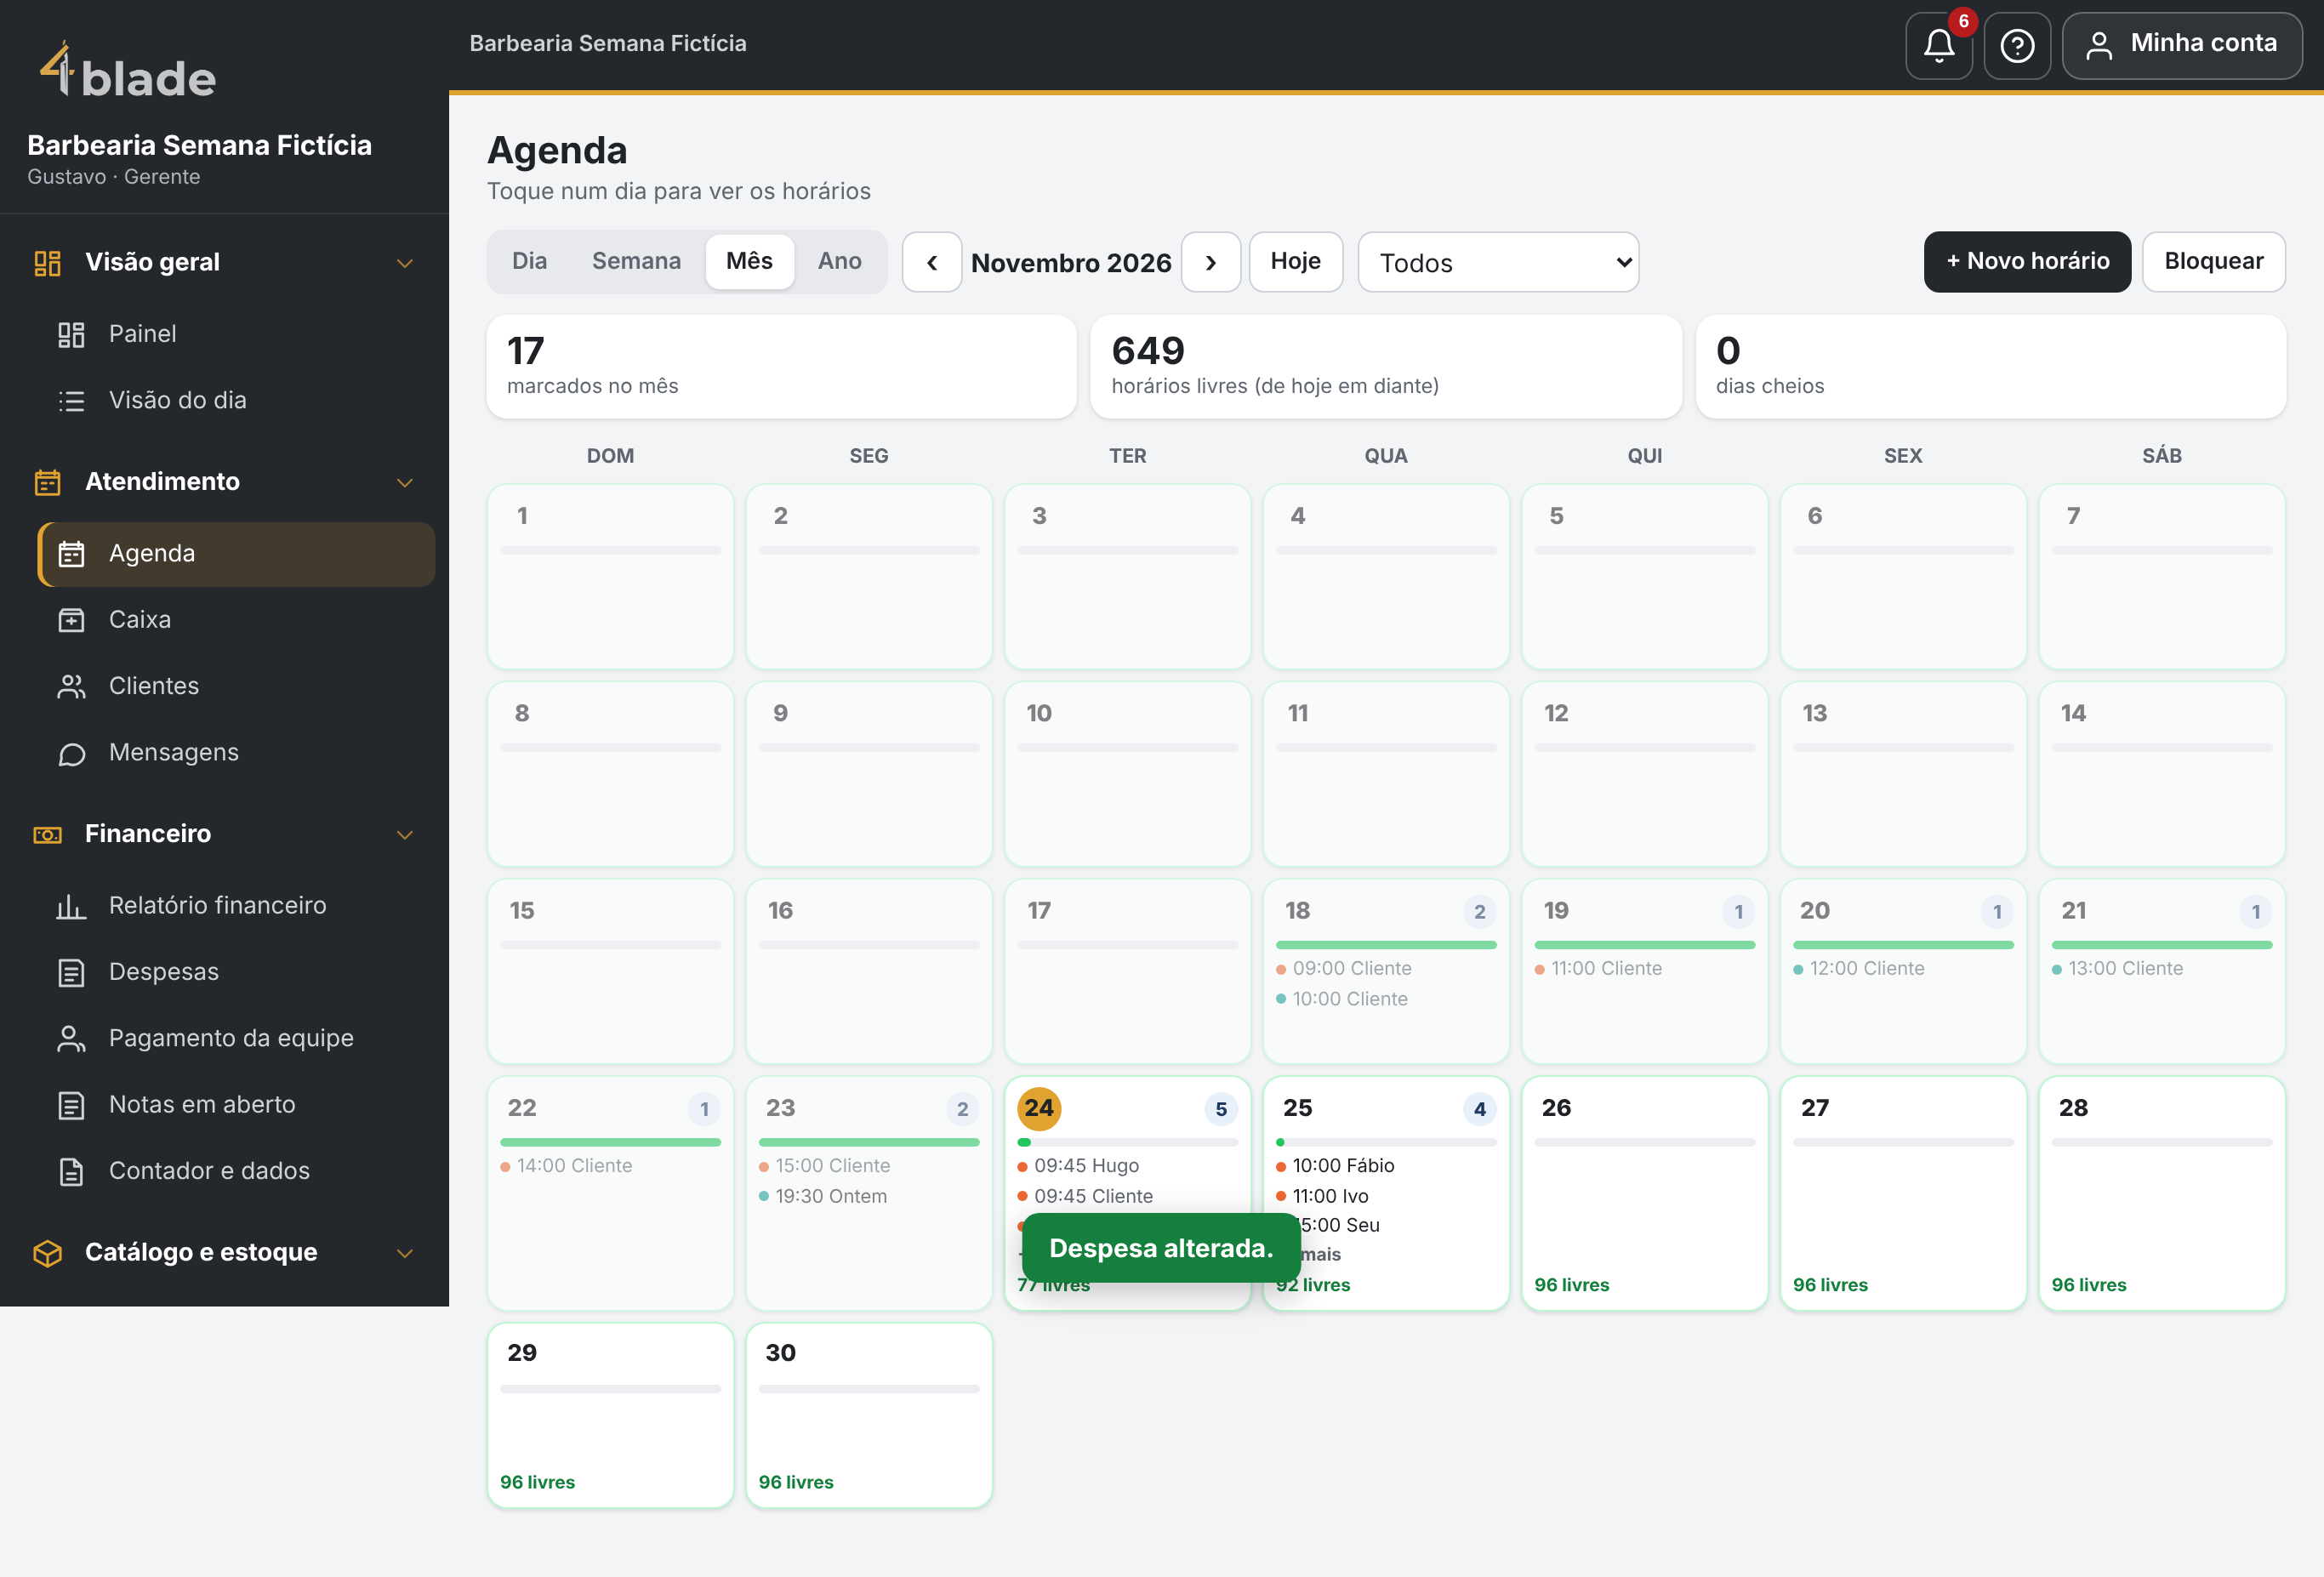 4blade
Barbearia Semana Fictícia
Gustavo · Gerente
Visão geral
Painel
Visão do dia
Atendimento
Agenda
Caixa
Clientes
Mensagens
Financeiro
Relatório financeiro
Despesas
Pagamento da equipe
Notas em aberto
Contador e dados
Catálogo e estoque
Barbearia Semana Fictícia
6
Minha conta
Agenda
Toque num dia para ver os horários
Dia Semana Mês Ano ‹ Novembro 2026 › Hoje Todos + Novo horário Bloquear
17
marcados no mês
649
horários livres (de hoje em diante)
0
dias cheios
DOM SEG TER QUA QUI SEX SÁB
1 2 3 4 5 6 7
8 9 10 11 12 13 14
15 16 17 18 2 19 1 20 1 21 1
09:00 Cliente 11:00 Cliente 12:00 Cliente 13:00 Cliente
10:00 Cliente
22 1 23 2 24 5 25 4 26 27 28
14:00 Cliente 15:00 Cliente 09:45 Hugo 10:00 Fábio
19:30 Ontem 09:45 Cliente 11:00 Ivo
5:00 Seu
Despesa alterada. mais
77 livres 92 livres 96 livres 96 livres 96 livres
29 30
96 livres 96 livres